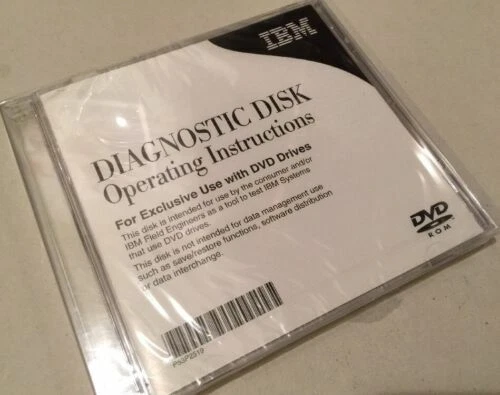 IBM
DIAGNOSTIC DISK
Operating Instructions
For Exclusive Use with DVD Drives
This disk is intended for use by the consumer and/or
IBM Field Engineers as a tool to test IBM Systems
that use DVD drives.
This disk is not intended for data management use
such as save/restore functions, software distribution
or data interchange.
DVD
ROM
P53P2519